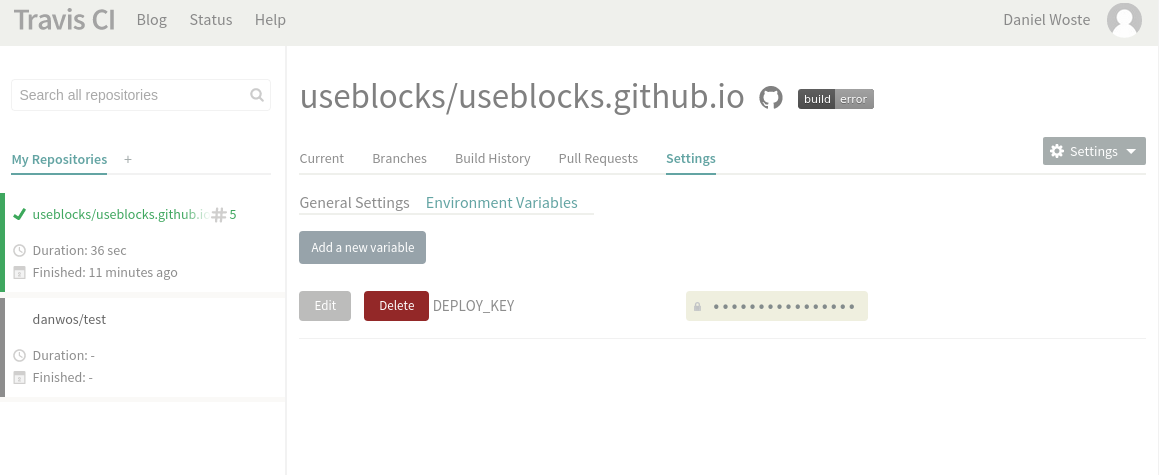 Travis CI Blog Status Help Daniel Woste
Search all repositories
My Repositories +
useblocks/useblocks.github.io # 5
Duration: 36 sec
Finished: 11 minutes ago
danwos/test
Duration: -
Finished: -
useblocks/useblocks.github.io build error
Current Branches Build History Pull Requests Settings
Settings
General Settings Environment Variables
Add a new variable
Edit Delete DEPLOY_KEY ••••••••••••••••